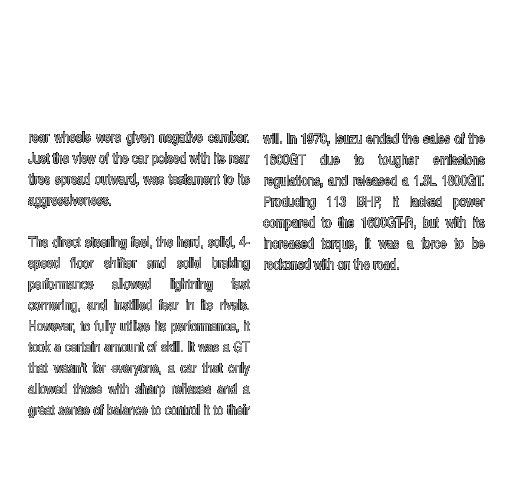 rear wheels were given negative camber.
Just the view of the car poised with its rear
tires spread outward, was testament to its
aggressiveness.
The direct steering feel, the hard, solid, 4-
speed floor shifter and solid braking
performance allowed lightning fast
cornering, and instilled fear in its rivals.
However, to fully utilise its performance, it
took a certain amount of skill. It was a GT
that wasn't for everyone, a car that only
allowed those with sharp reflexes and a
great sense of balance to control it to their
will. In 1970, Isuzu ended the sales of the
1600GT due to tougher emissions
regulations, and released a 1.8L 1800GT.
Producing 113 BHP, it lacked power
compared to the 1600GT-R, but with its
increased torque, it was a force to be
reckoned with on the road.